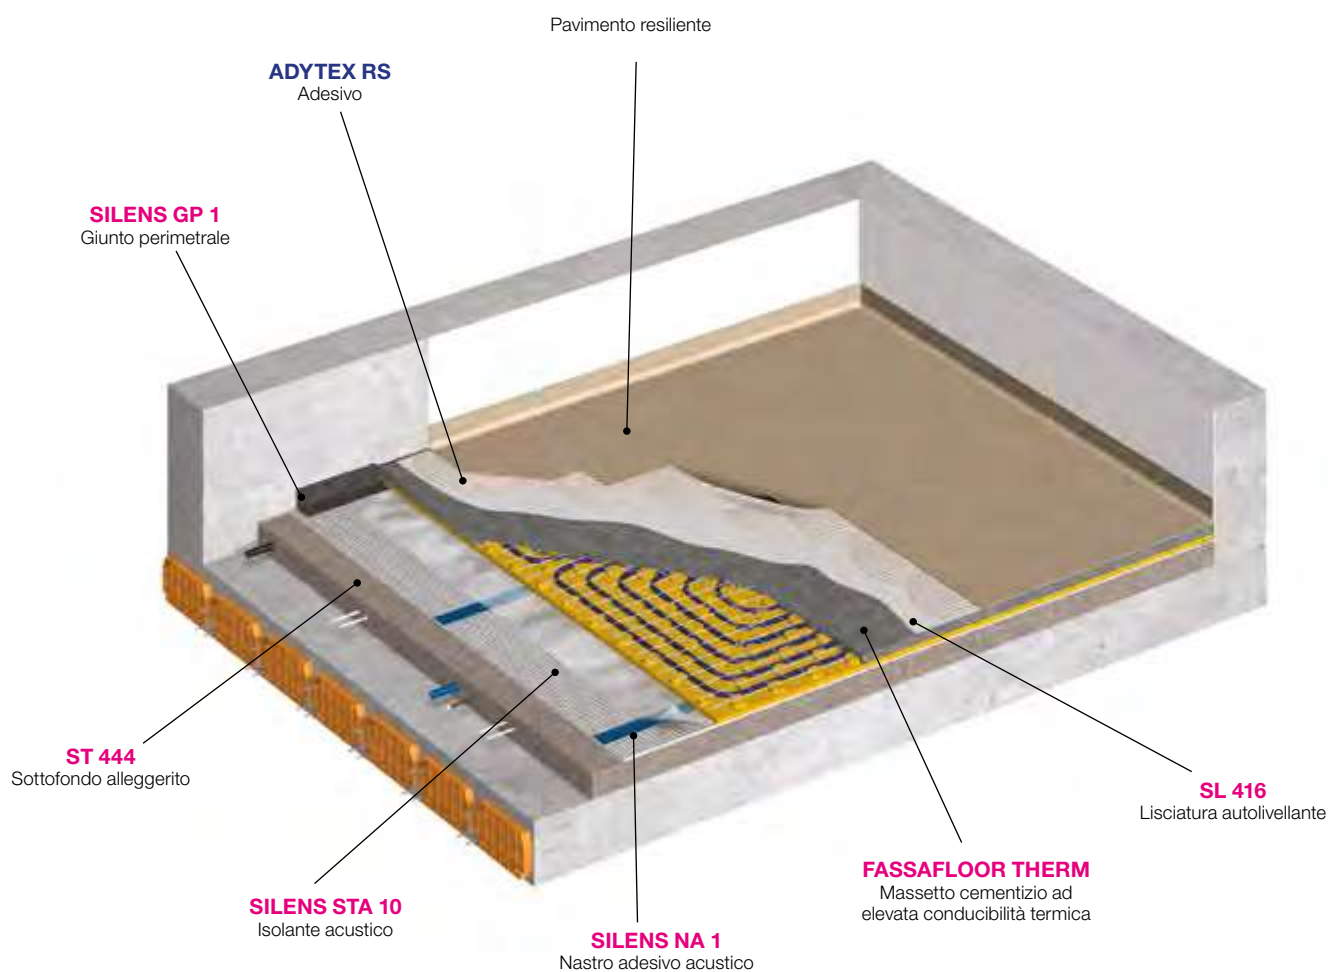 Pavimento resiliente
ADYTEX RS
Adesivo
SILENS GP 1
Giunto perimetrale
ST 444
Sottofondo alleggerito
SL 416
Lisciatura autolivellante
FASSAFLOOR THERM
Massetto cementizio ad
elevata conducibilità termica
SILENS STA 10
Isolante acustico
SILENS NA 1
Nastro adesivo acustico